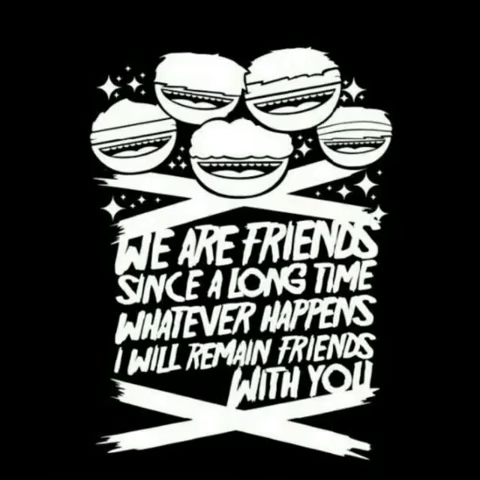 WE ARE FRIENDS
SINCE A LONG TIME
WHATEVER HAPPENS
I WILL REMAIN FRIENDS
WITH YOU